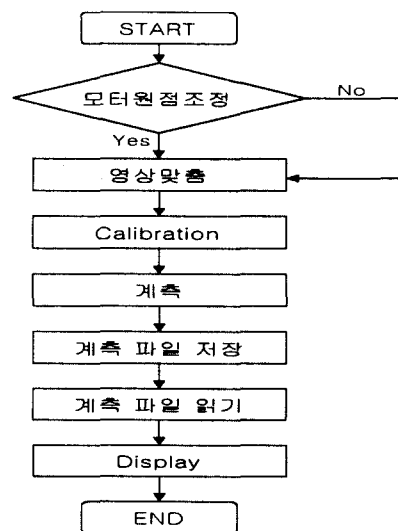 START
모터원점조정
No
Yes
영상맞춤
Calibration
계측
계측 파일 저장
계측 파일 읽기
Display
END